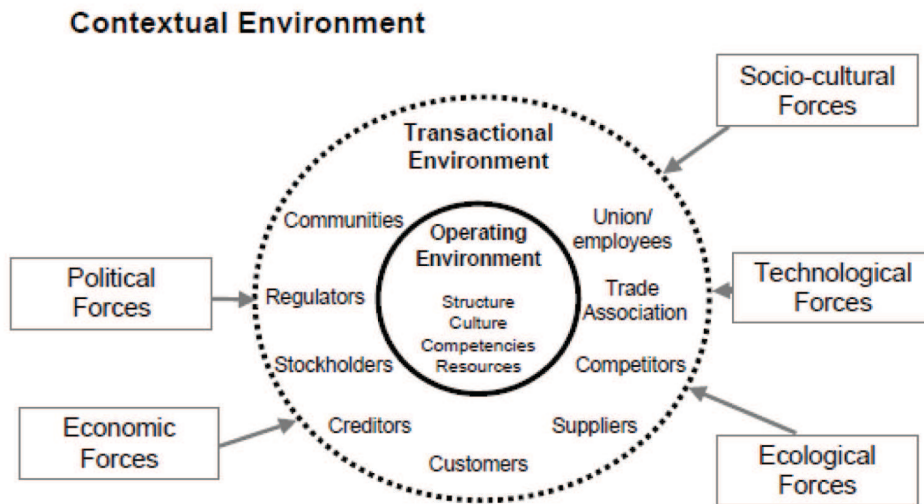 Contextual Environment
Socio-cultural
Forces
Transactional
Environment
Communities
Union/
employees
Operating
Environment
Political
Forces
Regulators
Structure
Culture
Competencies
Resources
Trade
Association
Technological
Forces
Stockholders
Competitors
Economic
Forces
Creditors
Suppliers
Customers
Ecological
Forces